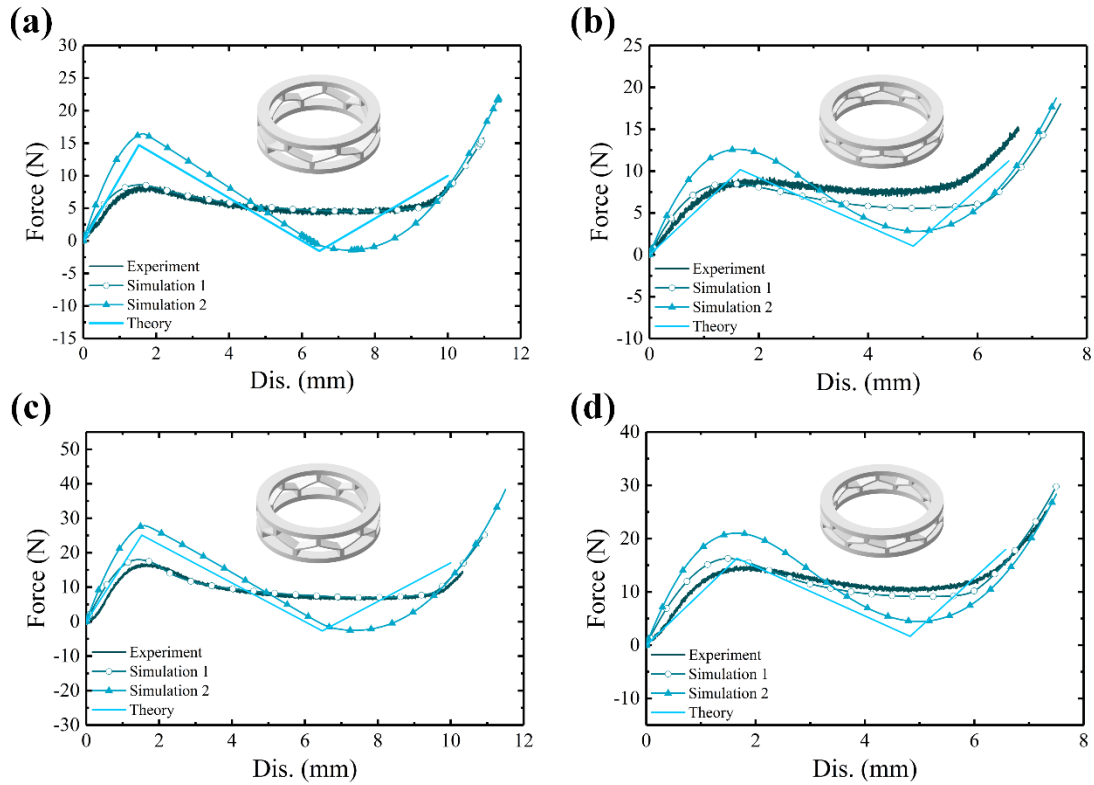 (a)
30
25
20
15
10
5
0
-5
-10
-15
Force (N)
Experiment
Simulation 1
Simulation 2
Theory
0 2 4 6 8 10 12
Dis. (mm)
(b)
25
20
15
10
5
0
-5
-10
Force (N)
Experiment
Simulation 1
Simulation 2
Theory
0 2 4 6 8
Dis. (mm)
(c)
50
40
30
20
10
0
-10
-20
-30
Force (N)
Experiment
Simulation 1
Simulation 2
Theory
0 2 4 6 8 10 12
Dis. (mm)
(d)
40
30
20
10
0
-10
Force (N)
Experiment
Simulation 1
Simulation 2
Theory
0 2 4 6 8
Dis. (mm)